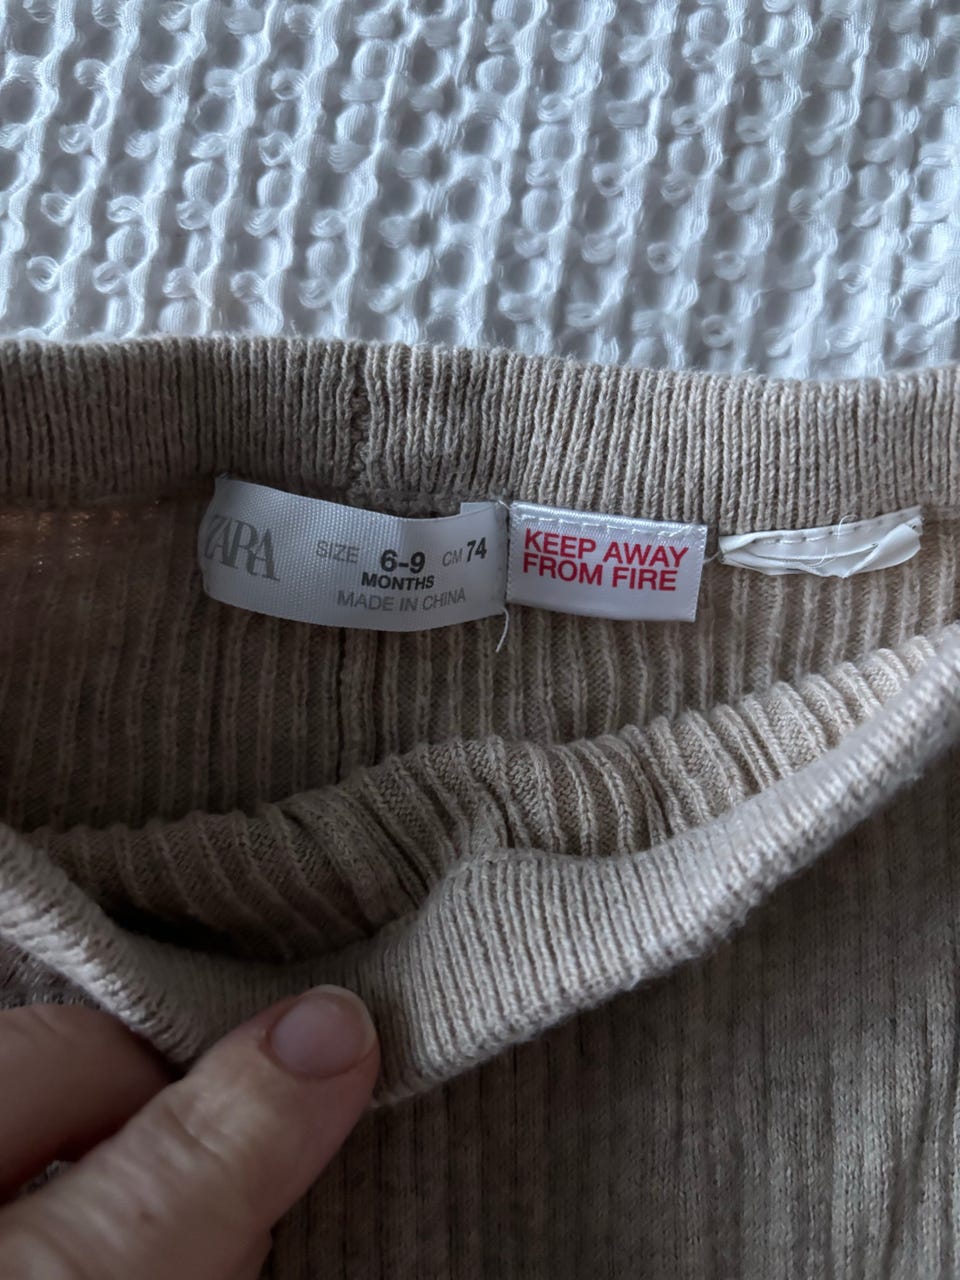 ZARA
SIZE 6-9 CM 74
MONTHS
MADE IN CHINA
KEEP AWAY
FROM FIRE